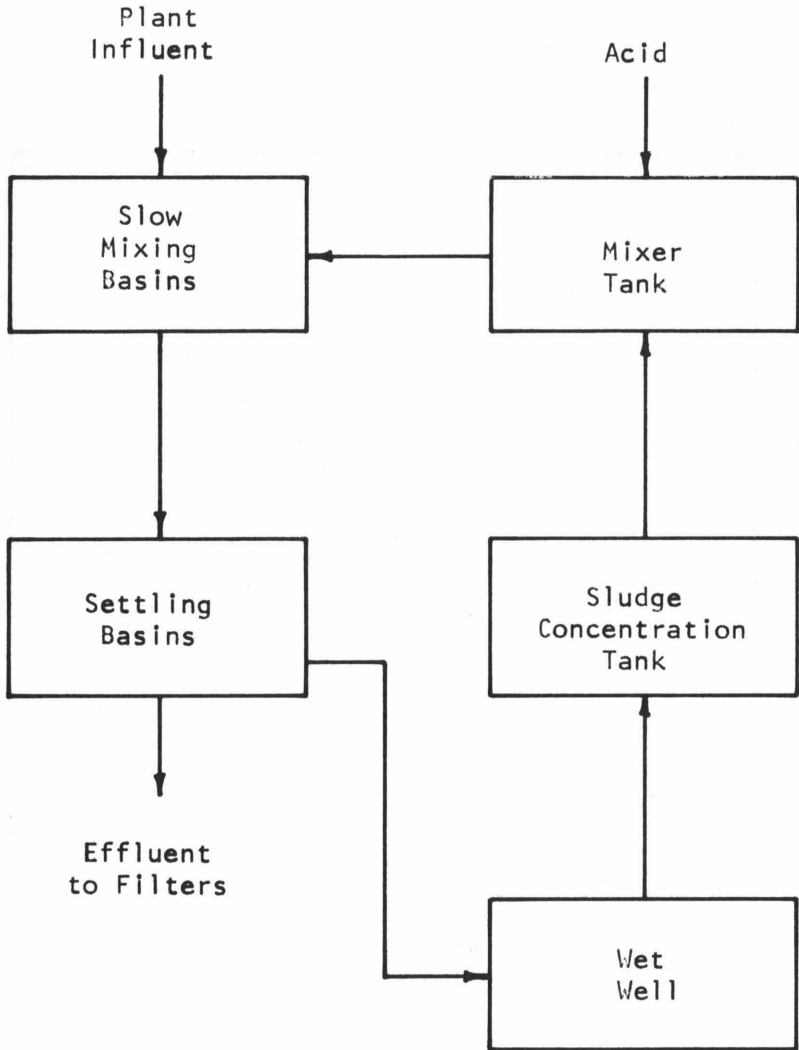 Plant
Influent
Acid
Slow
Mixing
Basins
Mixer
Tank
Settling
Basins
Sludge
Concentration
Tank
Effluent
to Filters
Wet
Well